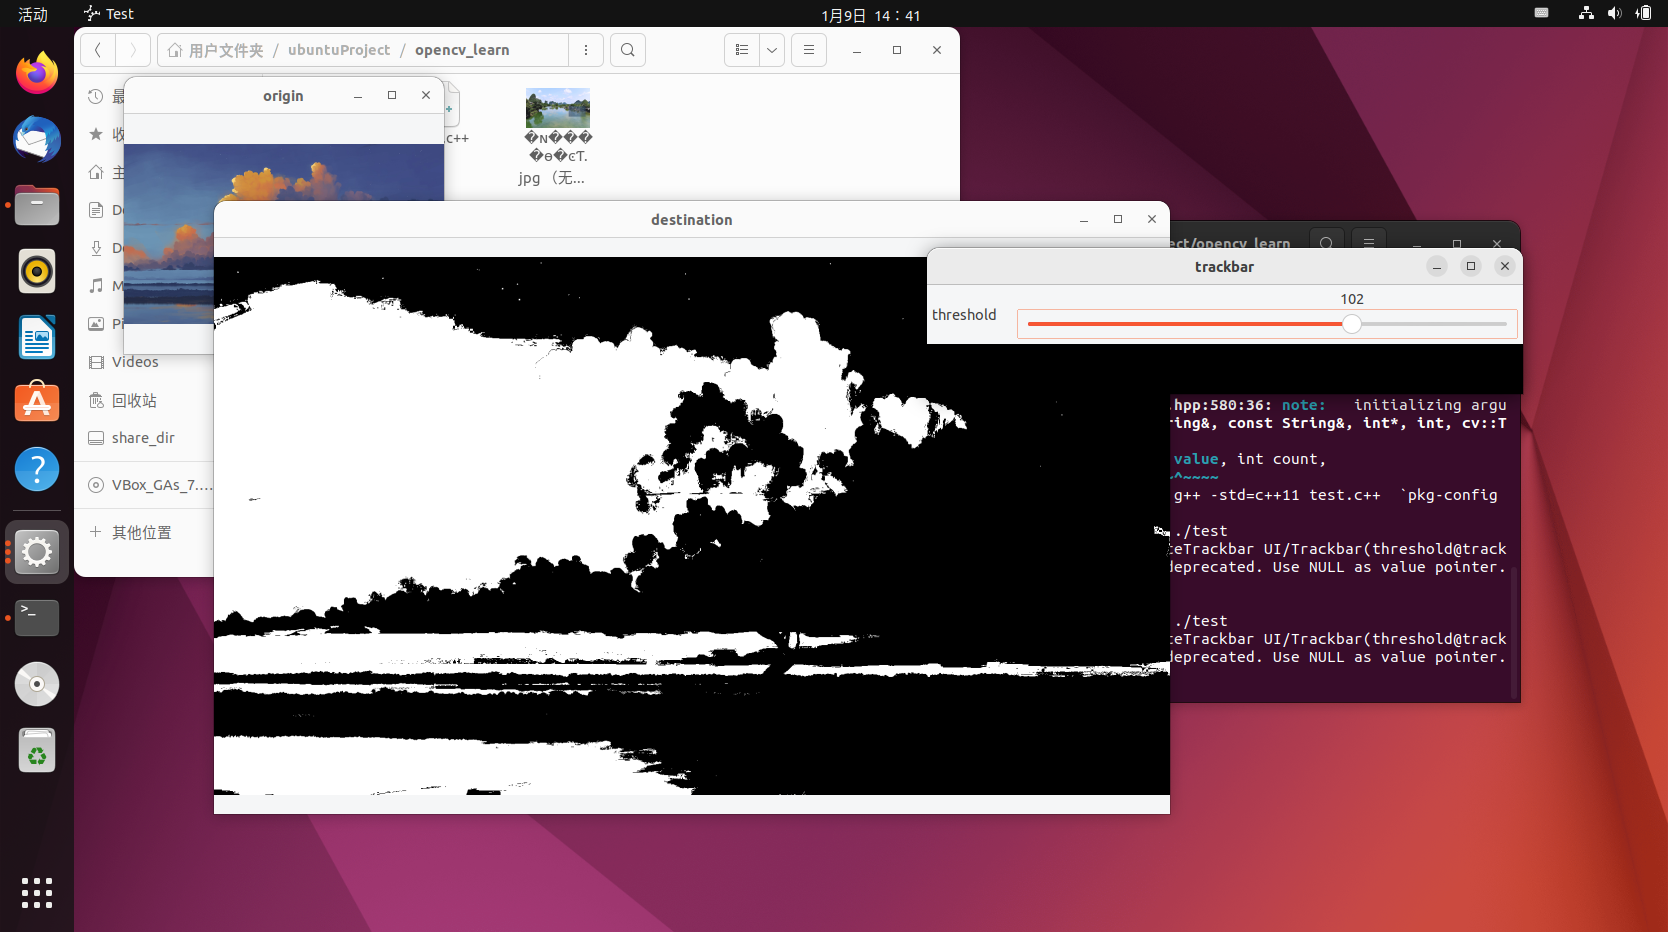 活动
Test
1月9日 14：41
用户文件夹 / ubuntuProject / opencv_learn
origin
最
收
主
D
D
M
Pi
Videos
回收站
share_dir
VBox_GAs_7....
其他位置
.c++
jpg （无...
destination
ect/opencv_learn
trackbar
102
threshold
.hpp:580:36: note:   initializing argu
ring&, const String&, int*, int, cv::T
value, int count,
~^~~~~
g++ -std=c++11 test.c++  `pkg-config
./test
teTrackbar UI/Trackbar(threshold@track
deprecated. Use NULL as value pointer.
./test
teTrackbar UI/Trackbar(threshold@track
deprecated. Use NULL as value pointer.